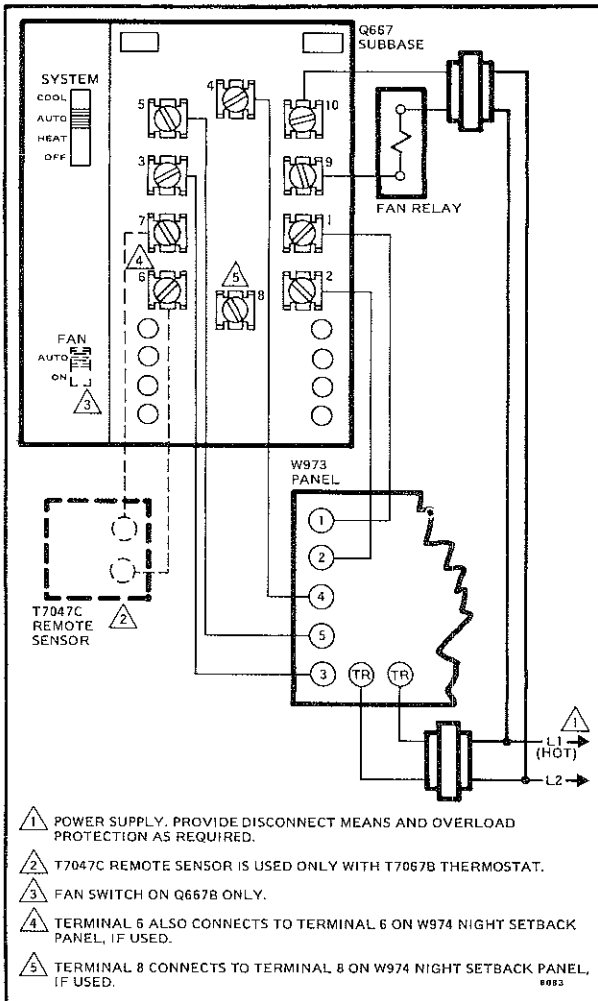 Q667
SUBBASE
SYSTEM
COOL
AUTO
HEAT
OFF
4
5
10
3
9
FAN RELAY
7
1
4
5
6
8
2
FAN
AUTO
ON
3
W973
PANEL
1
2
4
5
3
TR
TR
T7047C
REMOTE
SENSOR
2
1
L1
(HOT)
L2
1 POWER SUPPLY. PROVIDE DISCONNECT MEANS AND OVERLOAD
PROTECTION AS REQUIRED.
2 T7047C REMOTE SENSOR IS USED ONLY WITH T7067B THERMOSTAT.
3 FAN SWITCH ON Q667B ONLY.
4 TERMINAL 6 ALSO CONNECTS TO TERMINAL 6 ON W974 NIGHT SETBACK
PANEL, IF USED.
5 TERMINAL 8 CONNECTS TO TERMINAL 8 ON W974 NIGHT SETBACK PANEL,
IF USED.